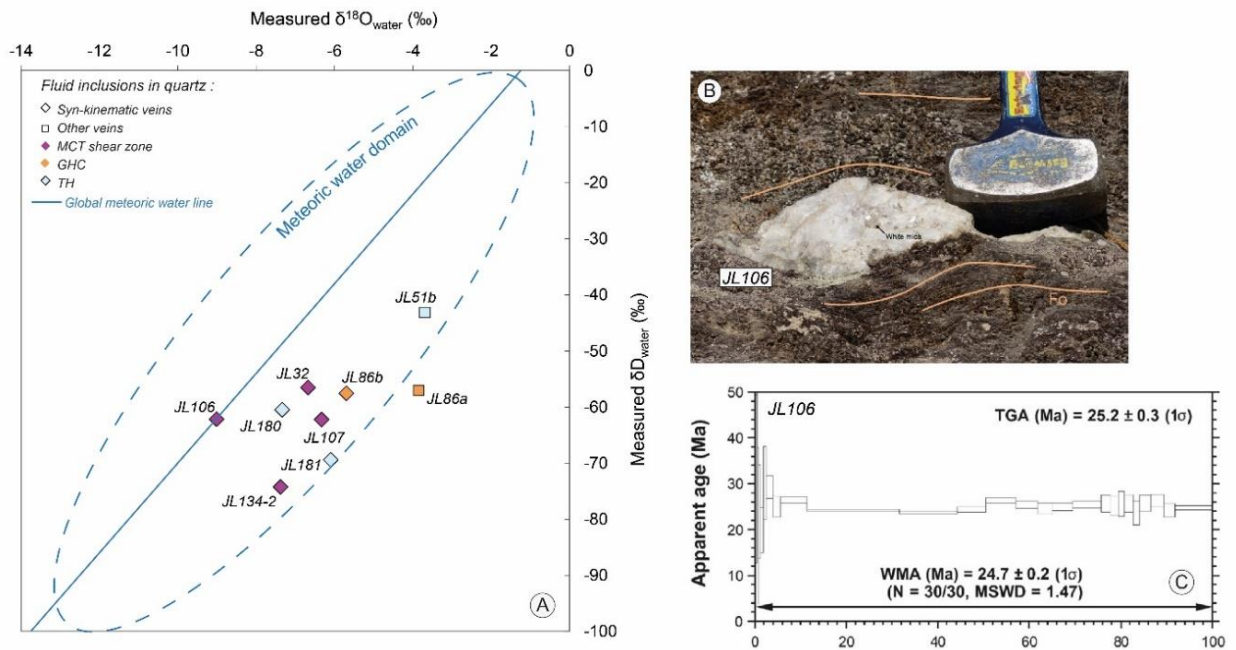 Measured δ¹⁸Owater (‰)
-14 -12 -10 -8 -6 -4 -2 0
Fluid inclusions in quartz :
Syn-kinematic veins
Other veins
MCT shear zone
GHC
TH
Global meteoric water line
Meteoric water domain
0
-10
-20
-30
-40
-50
-60
-70
-80
-90
-100
Measured δDwater (‰)
JL51b
JL32
JL86b
JL86a
JL106
JL180
JL107
JL181
JL134-2
A
B
White mica
JL106
Fo
50
40
30
20
10
0
Apparent age (Ma)
JL106
TGA (Ma) = 25.2 ± 0.3 (1σ)
WMA (Ma) = 24.7 ± 0.2 (1σ)
(N = 30/30, MSWD = 1.47)
C
0 20 40 60 80 100